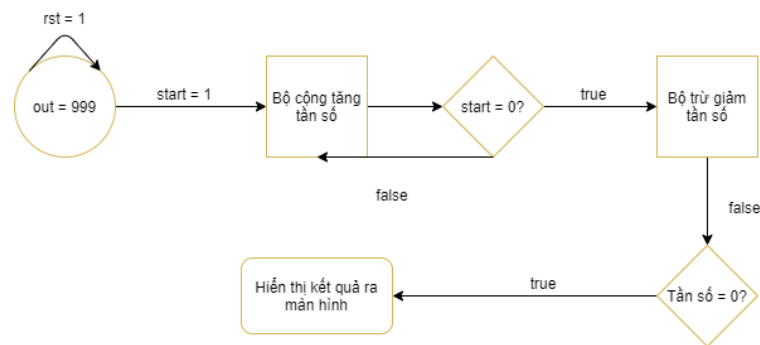 rst = 1
out = 999
start = 1
Bộ cộng tăng
tần số
start = 0?
true
Bộ trừ giảm
tần số
false
false
Tần số = 0?
true
Hiển thị kết quả ra
màn hình